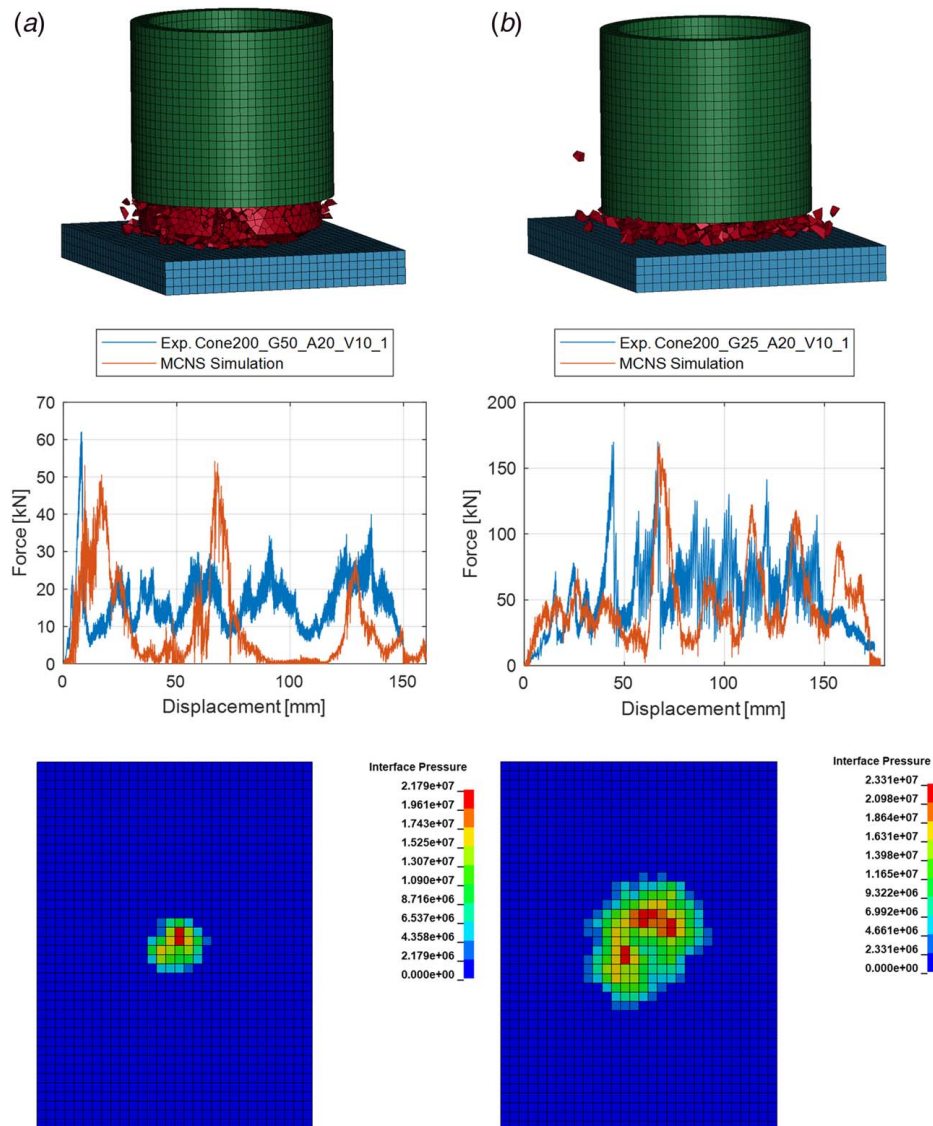 (a)
(b)
Exp. Cone200_G50_A20_V10_1
MCNS Simulation
Exp. Cone200_G25_A20_V10_1
MCNS Simulation
70
60
50
40
30
20
10
0
Force [kN]
0 50 100 150
Displacement [mm]
200
150
100
50
0
Force [kN]
0 50 100 150
Displacement [mm]
Interface Pressure
2.179e+07
1.961e+07
1.743e+07
1.525e+07
1.307e+07
1.090e+07
8.716e+06
6.537e+06
4.358e+06
2.179e+06
0.000e+00
Interface Pressure
2.331e+07
2.098e+07
1.864e+07
1.631e+07
1.398e+07
1.165e+07
9.322e+06
6.992e+06
4.661e+06
2.331e+06
0.000e+00